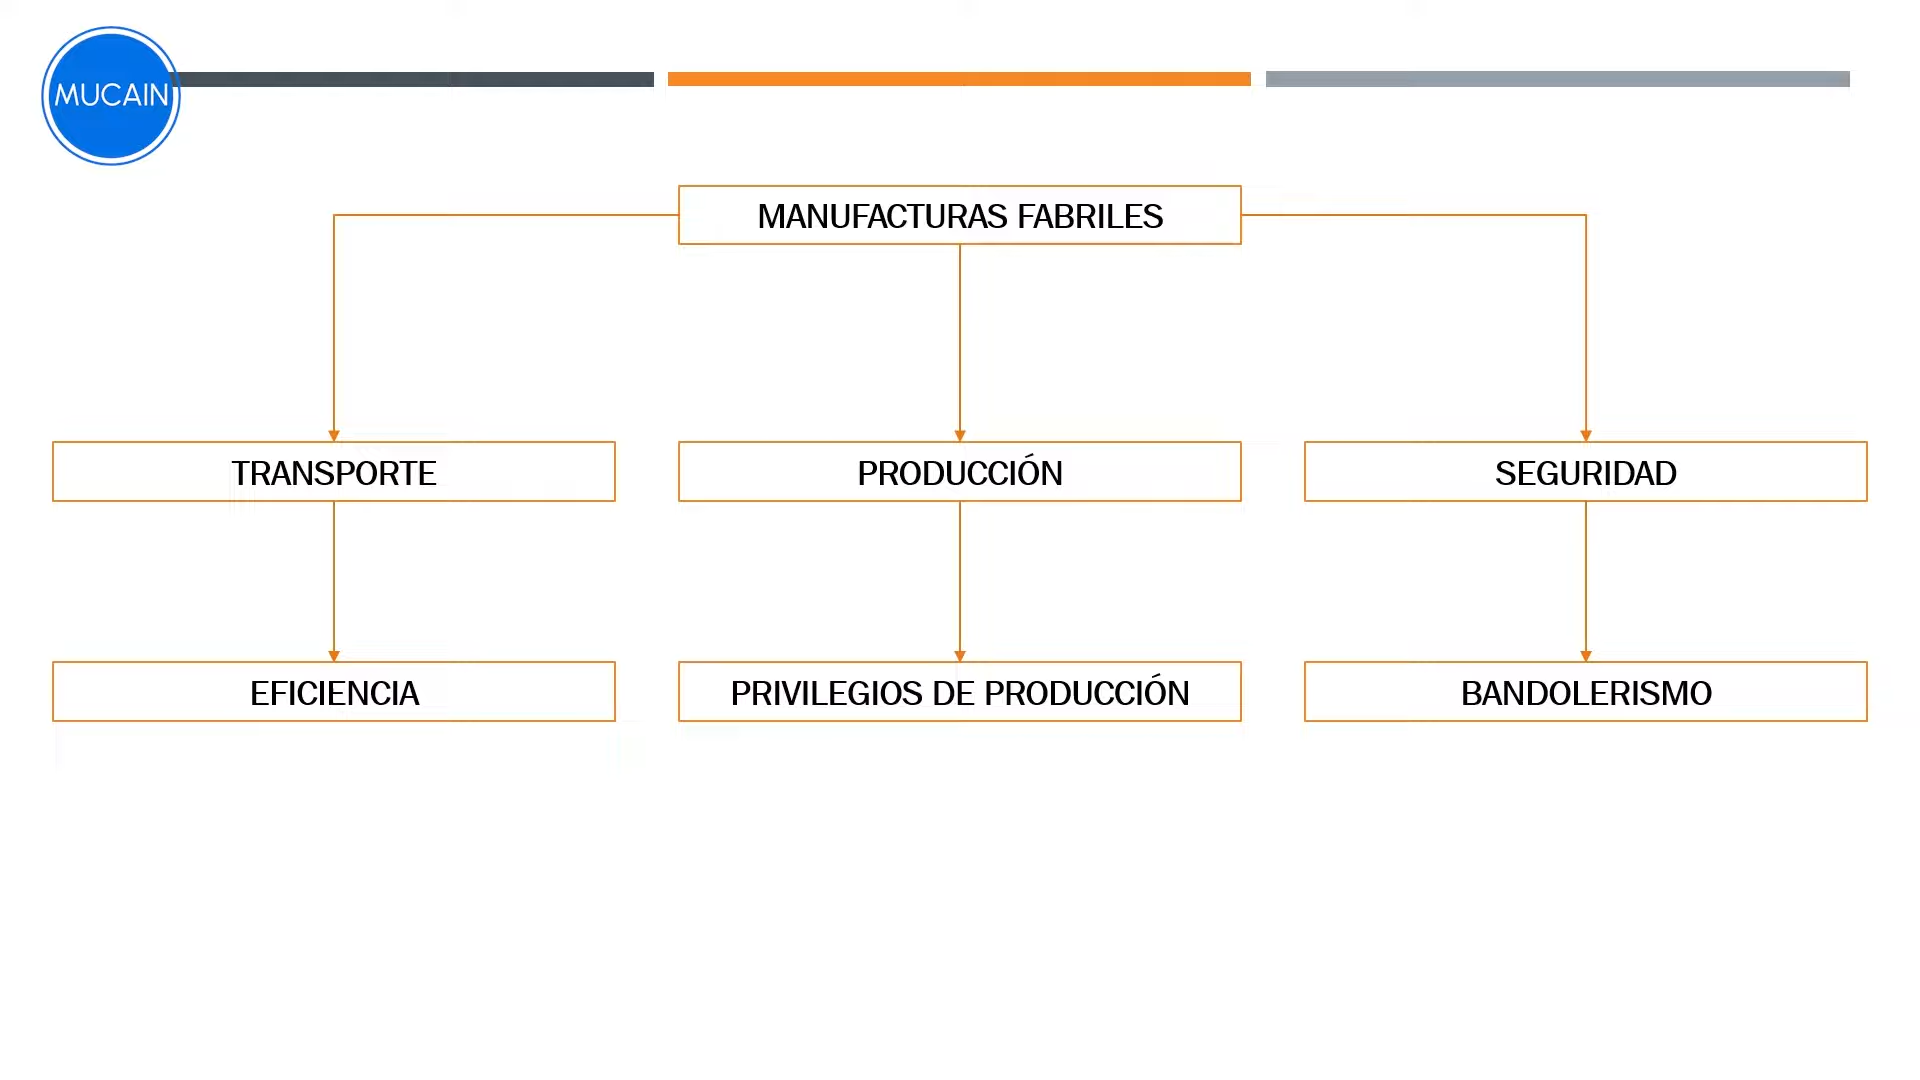 MUCAIN
MANUFACTURAS FABRILES
TRANSPORTE
PRODUCCIÓN
SEGURIDAD
EFICIENCIA
PRIVILEGIOS DE PRODUCCIÓN
BANDOLERISMO